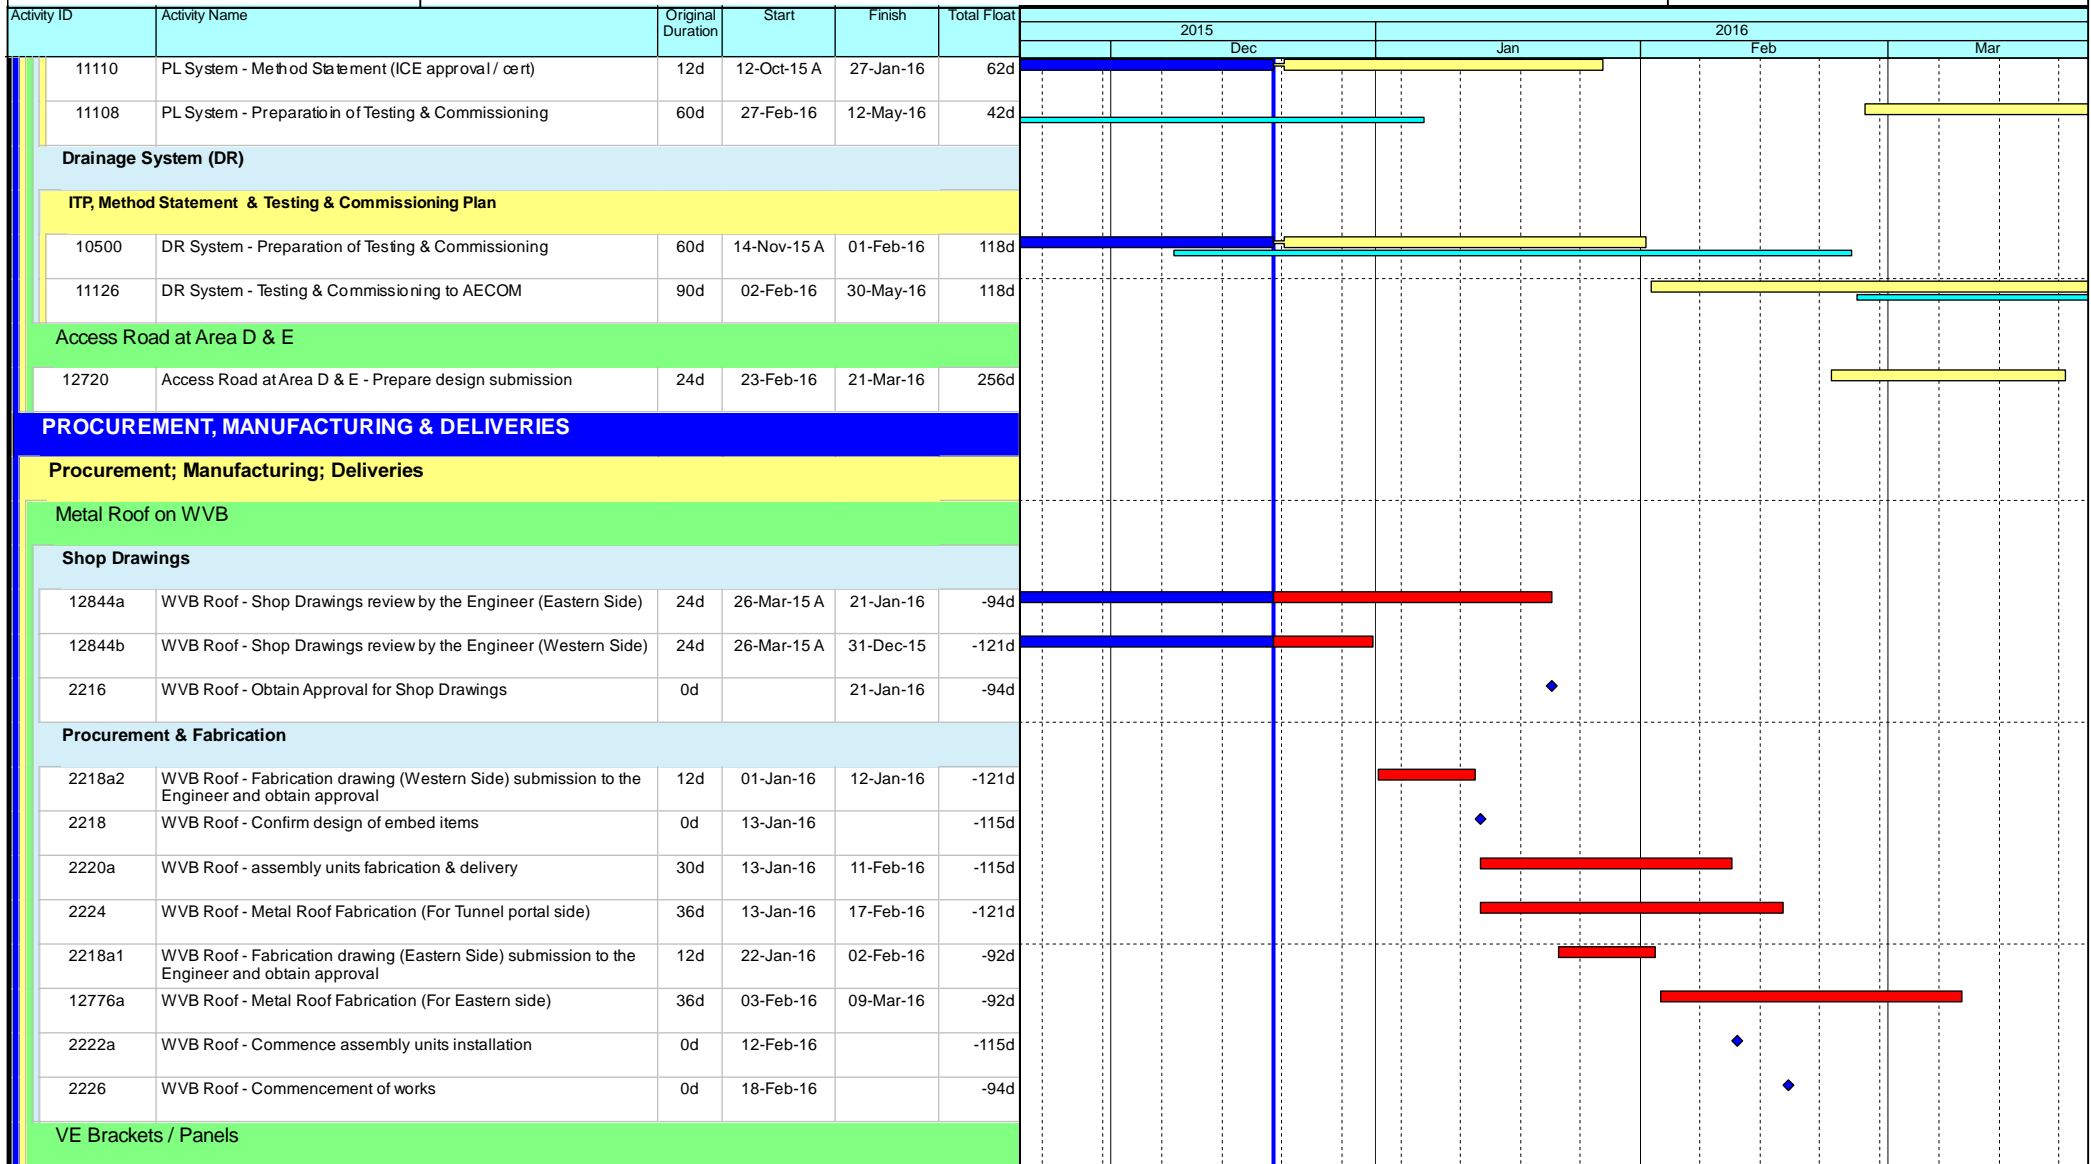 Activity ID Activity Name Original Start Finish Total Float
Duration
2015 2016
Dec Jan Feb Mar
11110 PL System - Method Statement (ICE approval / cert) 12d 12-Oct-15 A 27-Jan-16 62d
11108 PL System - Preparatioin of Testing & Commissioning 60d 27-Feb-16 12-May-16 42d
Drainage System (DR)
ITP, Method Statement & Testing & Commissioning Plan
10500 DR System - Preparation of Testing & Commissioning 60d 14-Nov-15 A 01-Feb-16 118d
11126 DR System - Testing & Commissioning to AECOM 90d 02-Feb-16 30-May-16 118d
Access Road at Area D & E
12720 Access Road at Area D & E - Prepare design submission 24d 23-Feb-16 21-Mar-16 256d
PROCUREMENT, MANUFACTURING & DELIVERIES
Procurement; Manufacturing; Deliveries
Metal Roof on WVB
Shop Drawings
12844a WVB Roof - Shop Drawings review by the Engineer (Eastern Side) 24d 26-Mar-15 A 21-Jan-16 -94d
12844b WVB Roof - Shop Drawings review by the Engineer (Western Side) 24d 26-Mar-15 A 31-Dec-15 -121d
2216 WVB Roof - Obtain Approval for Shop Drawings 0d 21-Jan-16 -94d
Procurement & Fabrication
2218a2 WVB Roof - Fabrication drawing (Western Side) submission to the 12d 01-Jan-16 12-Jan-16 -121d
Engineer and obtain approval
2218 WVB Roof - Confirm design of embed items 0d 13-Jan-16 -115d
2220a WVB Roof - assembly units fabrication & delivery 30d 13-Jan-16 11-Feb-16 -115d
2224 WVB Roof - Metal Roof Fabrication (For Tunnel portal side) 36d 13-Jan-16 17-Feb-16 -121d
2218a1 WVB Roof - Fabrication drawing (Eastern Side) submission to the 12d 22-Jan-16 02-Feb-16 -92d
Engineer and obtain approval
12776a WVB Roof - Metal Roof Fabrication (For Eastern side) 36d 03-Feb-16 09-Mar-16 -92d
2222a WVB Roof - Commence assembly units installation 0d 12-Feb-16 -115d
2226 WVB Roof - Commencement of works 0d 18-Feb-16 -94d
VE Brackets / Panels